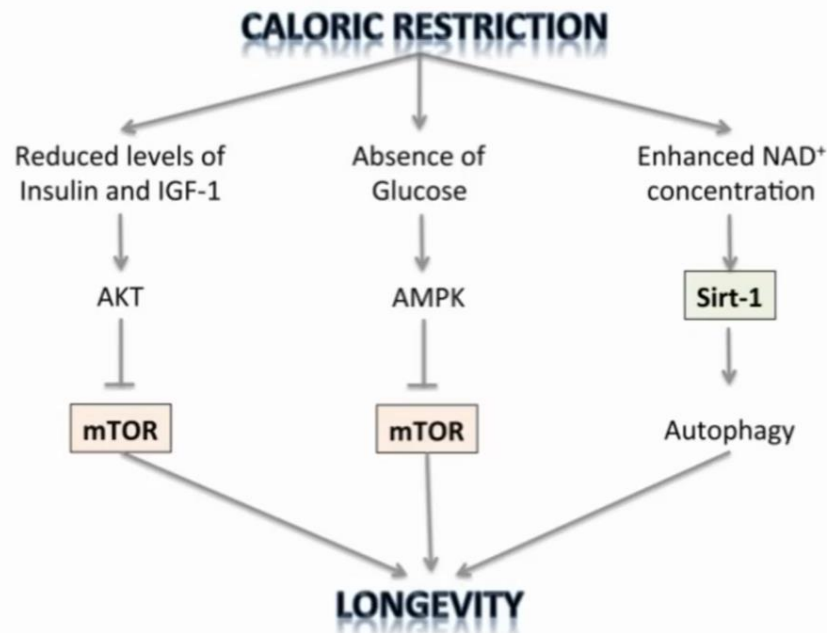 CALORIC RESTRICTION
Reduced levels of
Insulin and IGF-1
Absence of
Glucose
Enhanced NAD⁺
concentration
AKT
AMPK
Sirt-1
mTOR
mTOR
Autophagy
LONGEVITY